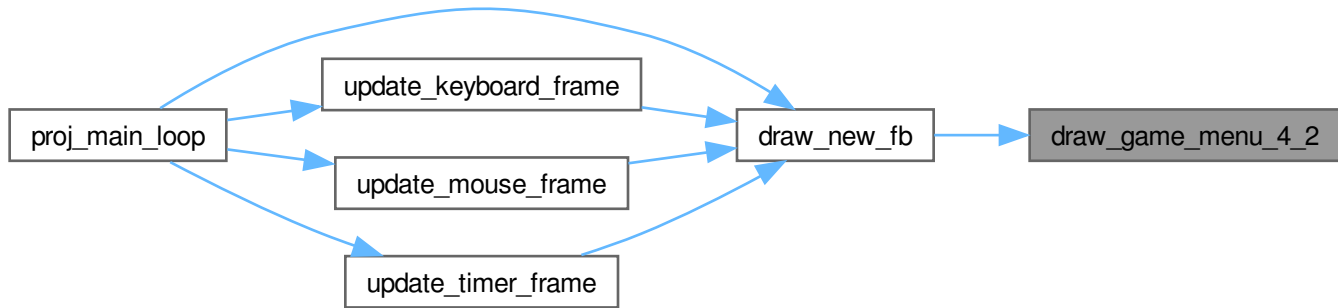 proj_main_loop
update_keyboard_frame
update_mouse_frame
update_timer_frame
draw_new_fb
draw_game_menu_4_2